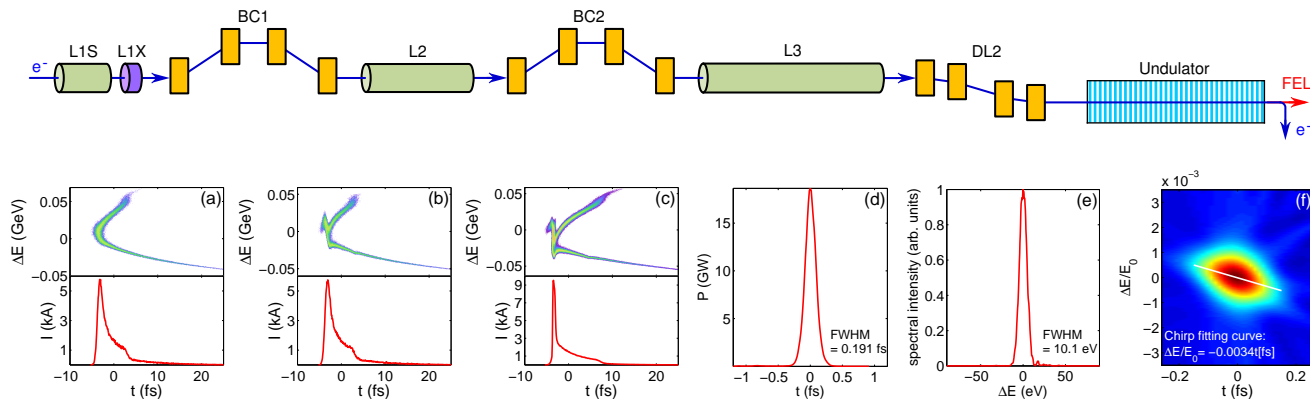 BC1
BC2
L1S
L1X
L2
L3
DL2
Undulator
e-
FEL
e-
(a)
ΔE (GeV)
0.05
0
−0.05
I (kA)
5
3
1
−10
0
10
20
t (fs)
(b)
ΔE (GeV)
0.05
0
−0.05
I (kA)
5
3
1
−10
0
10
20
t (fs)
(c)
ΔE (GeV)
0.05
0
−0.05
I (kA)
9
6
3
1
−10
0
10
20
t (fs)
(d)
P (GW)
15
10
5
0
FWHM
= 0.191 fs
−1
0
1
t (fs)
(e)
spectral intensity (arb. units)
1
0.8
0.6
0.4
0.2
0
FWHM
= 10.1 eV
−50
0
50
ΔE (eV)
x 10−3
(f)
ΔE/E0
3
2
1
0
−1
−2
−3
Chirp fitting curve:
ΔE/E0= −0.0034t[fs]
−0.2
0
0.2
t (fs)